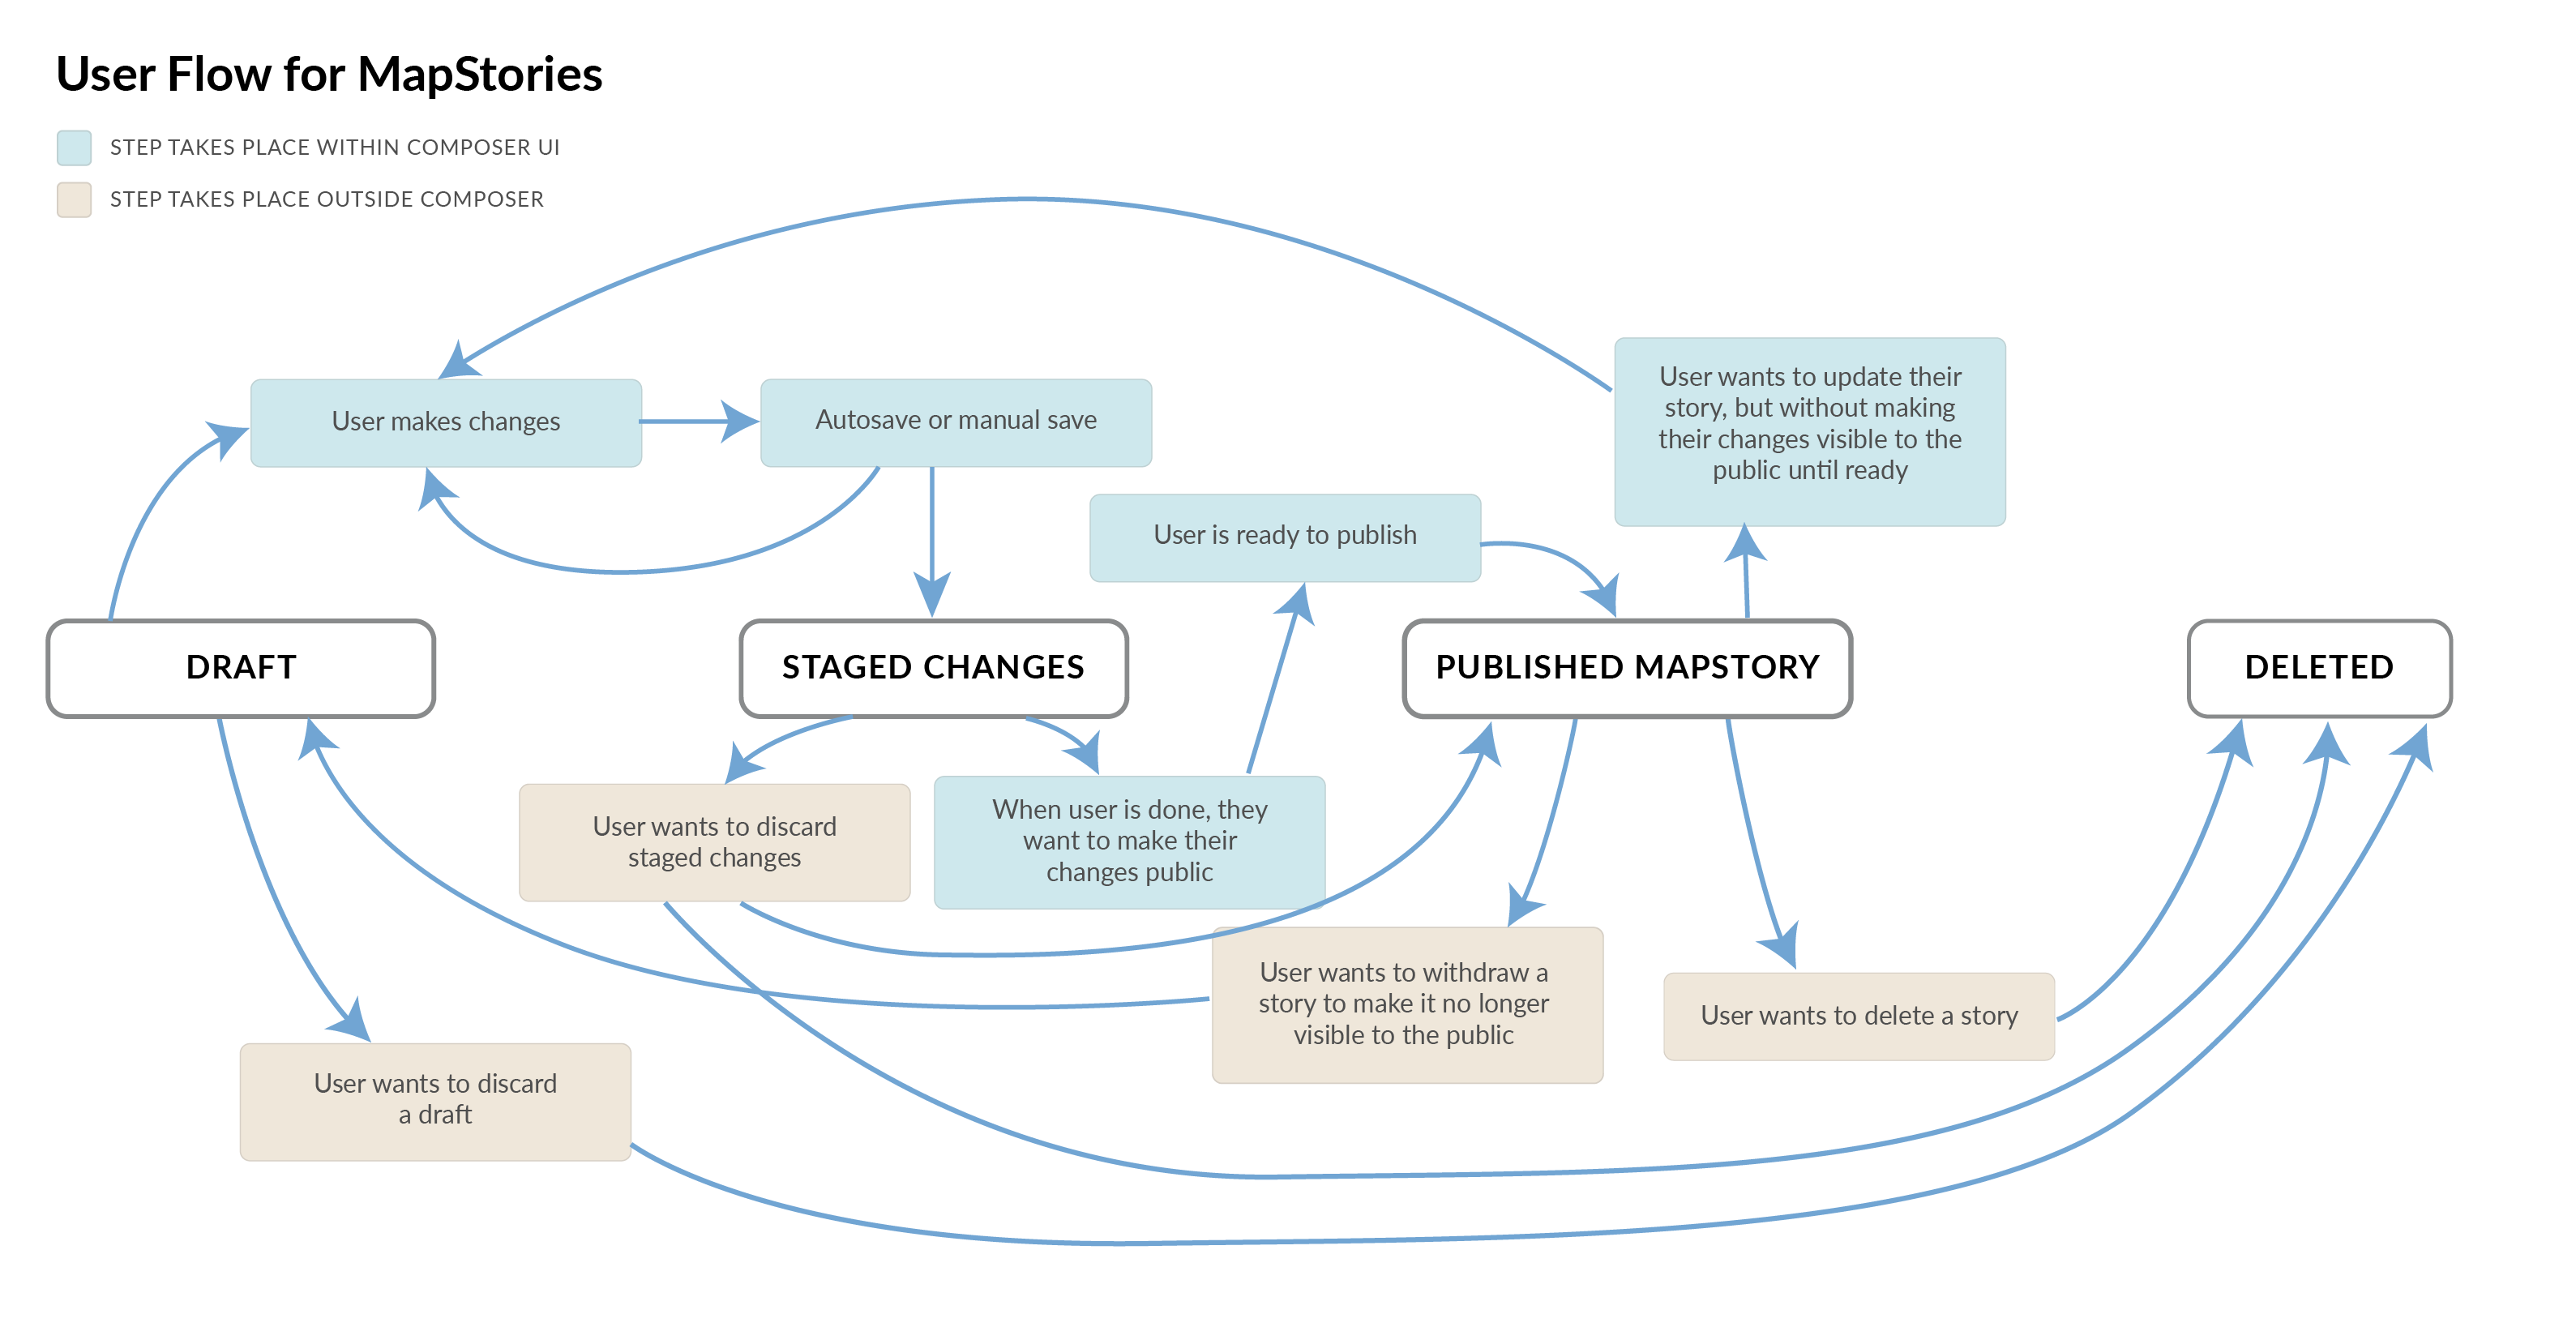 User Flow for MapStories
STEP TAKES PLACE WITHIN COMPOSER UI
STEP TAKES PLACE OUTSIDE COMPOSER
User makes changes
Autosave or manual save
User wants to update their
story, but without making
their changes visible to the
public until ready
User is ready to publish
DRAFT
STAGED CHANGES
PUBLISHED MAPSTORY
DELETED
User wants to discard
staged changes
When user is done, they
want to make their
changes public
User wants to withdraw a
story to make it no longer
visible to the public
User wants to delete a story
User wants to discard
a draft